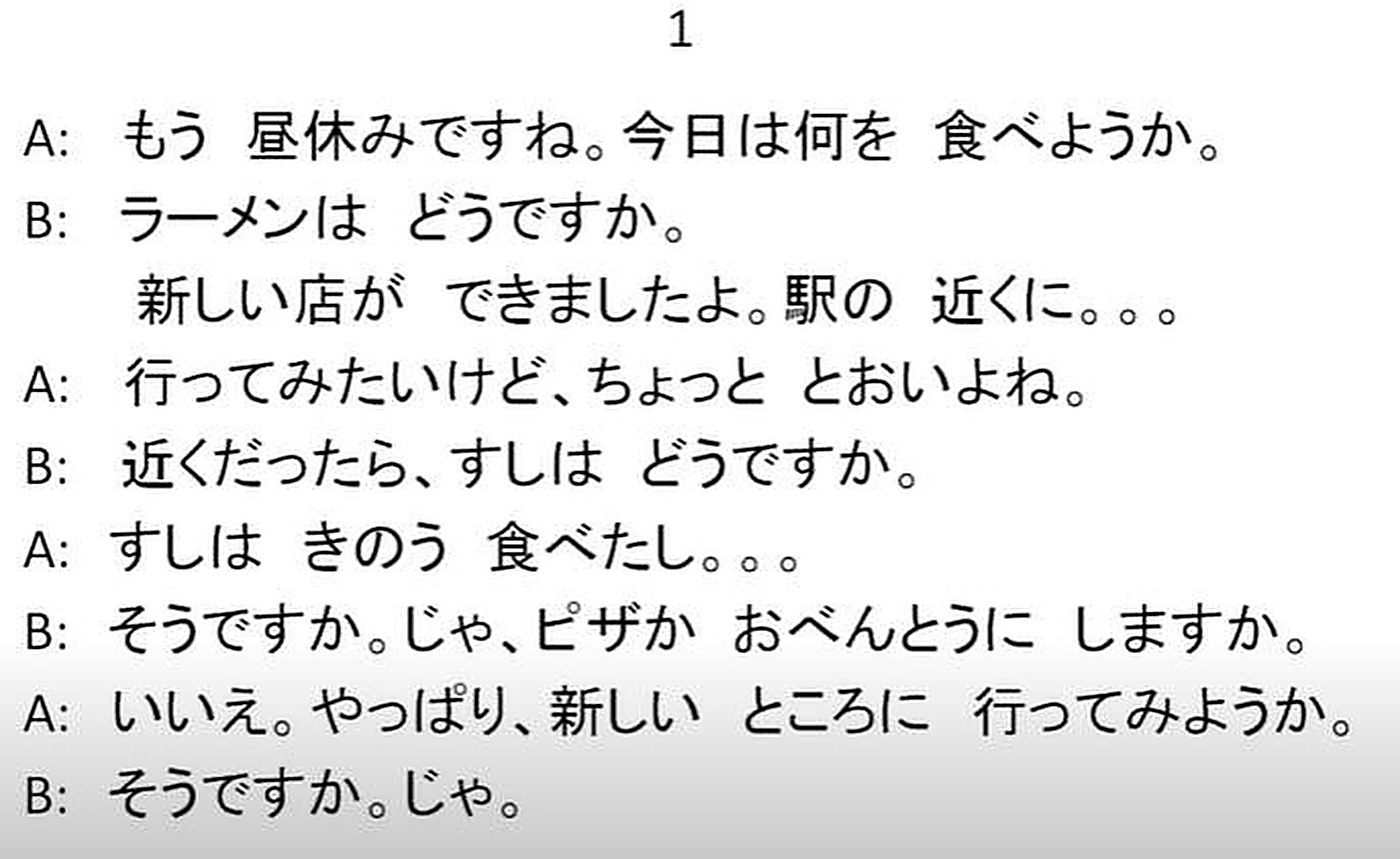 1
A: もう 昼休みですね。今日は何を 食べようか。
B: ラーメンは どうですか。
新しい店が できましたよ。駅の 近くに。。。
A: 行ってみたいけど、ちょっと とおいよね。
B: 近くだったら、すしは どうですか。
A: すしは きのう 食べたし。。。
B: そうですか。じゃ、ピザか おべんとうに しますか。
A: いいえ。やっぱり、新しい ところに 行ってみようか。
B: そうですか。じゃ。